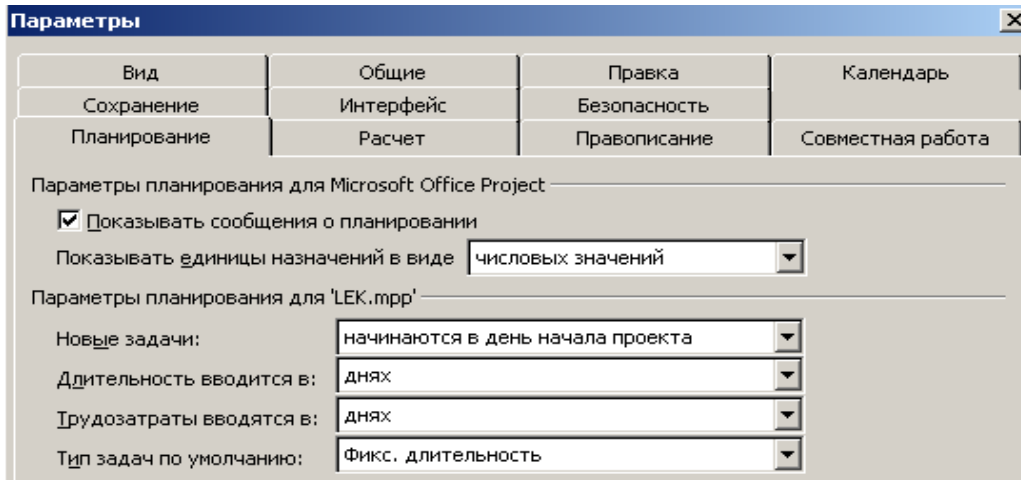 Параметры
Вид Общие Правка Календарь
Сохранение Интерфейс Безопасность
Планирование Расчет Правописание Совместная работа
Параметры планирования для Microsoft Office Project
Показывать сообщения о планировании
Показывать единицы назначений в виде числовых значений
Параметры планирования для 'LEK.mpp'
Новые задачи: начинаются в день начала проекта
Длительность вводится в: днях
Трудозатраты вводятся в: днях
Тип задач по умолчанию: Фикс. длительность